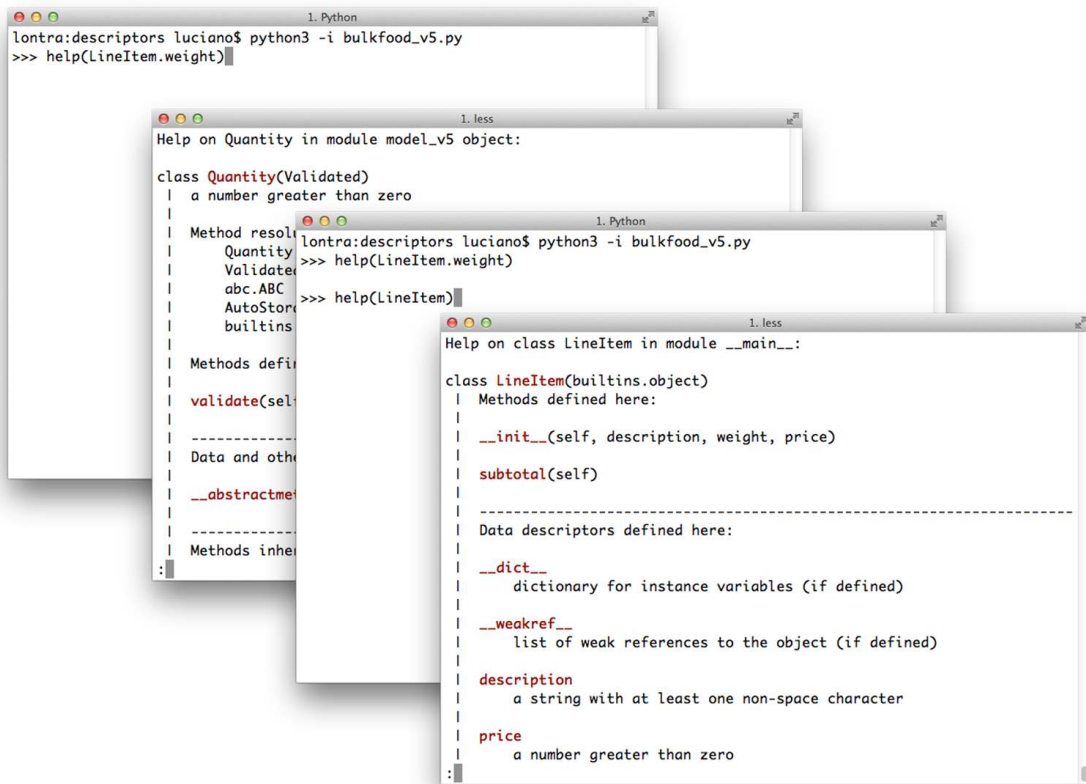 1. Python
lontra:descriptors luciano$ python3 -i bulkfood_v5.py
>>> help(LineItem.weight)
1. less
Help on Quantity in module model_v5 object:
class Quantity(Validated)
 |  a number greater than zero
 |
 |  Method resolu
 |      Quantity
 |      Validated
 |      abc.ABC
 |      AutoStora
 |      builtins
 |
 |  Methods defin
 |
 |  validate(self
 |
 |  ------------
 |  Data and othe
 |
 |  __abstractmet
 |
 |  ------------
 |  Methods inher
:
1. Python
lontra:descriptors luciano$ python3 -i bulkfood_v5.py
>>> help(LineItem.weight)
>>> help(LineItem)
1. less
Help on class LineItem in module __main__:
class LineItem(builtins.object)
 |  Methods defined here:
 |
 |  __init__(self, description, weight, price)
 |
 |  subtotal(self)
 |
 |  ----------------------------------------------------------------------
 |  Data descriptors defined here:
 |
 |  __dict__
 |      dictionary for instance variables (if defined)
 |
 |  __weakref__
 |      list of weak references to the object (if defined)
 |
 |  description
 |      a string with at least one non-space character
 |
 |  price
 |      a number greater than zero
: